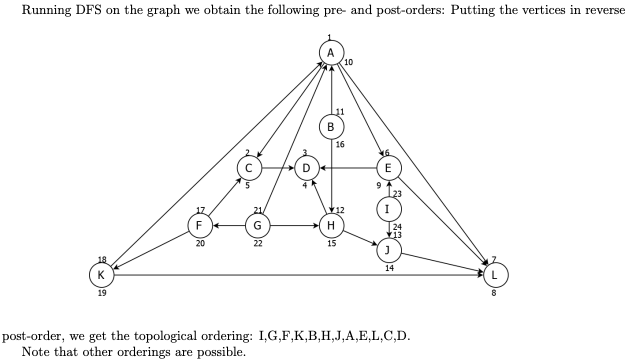 Running DFS on the graph we obtain the following pre- and post-orders: Putting the vertices in reverse
1
A
10
11
B
16
2
C
5
3
D
4
6
E
9
23
I
24
17
F
20
21
G
22
12
H
15
13
J
14
18
K
19
7
L
8
post-order, we get the topological ordering: I,G,F,K,B,H,J,A,E,L,C,D.
Note that other orderings are possible.